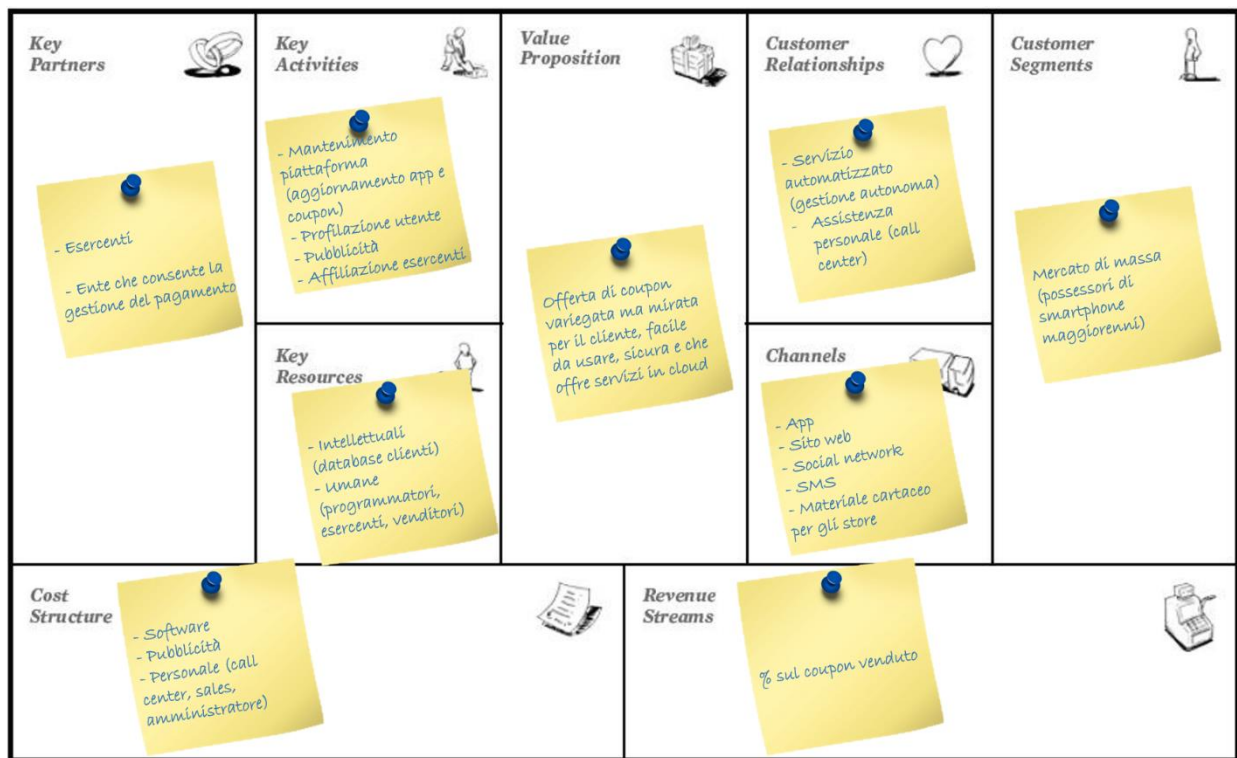 Key
Partners
- Esercenti
- Ente che consente la
gestione del pagamento
Key
Activities
- Mantenimento
piattaforma
(aggiornamento app e
coupon)
- Profilazione utente
- Pubblicità
- Affiliazione esercenti
Key
Resources
- Intellettuali
(database clienti)
- Umane
(programmatori,
esercenti, venditori)
Value
Proposition
Offerta di coupon
variegata ma mirata
per il cliente, facile
da usare, sicura e che
offre servizi in cloud
Customer
Relationships
- Servizio
automatizzato
(gestione autonoma)
- Assistenza
personale (call
center)
Channels
- App
- Sito web
- Social network
- SMS
- Materiale cartaceo
per gli store
Customer
Segments
Mercato di massa
(possessori di
smartphone
maggiorenni)
Cost
Structure
- Software
- Pubblicità
- Personale (call
center, sales,
amministratore)
Revenue
Streams
% sul coupon venduto